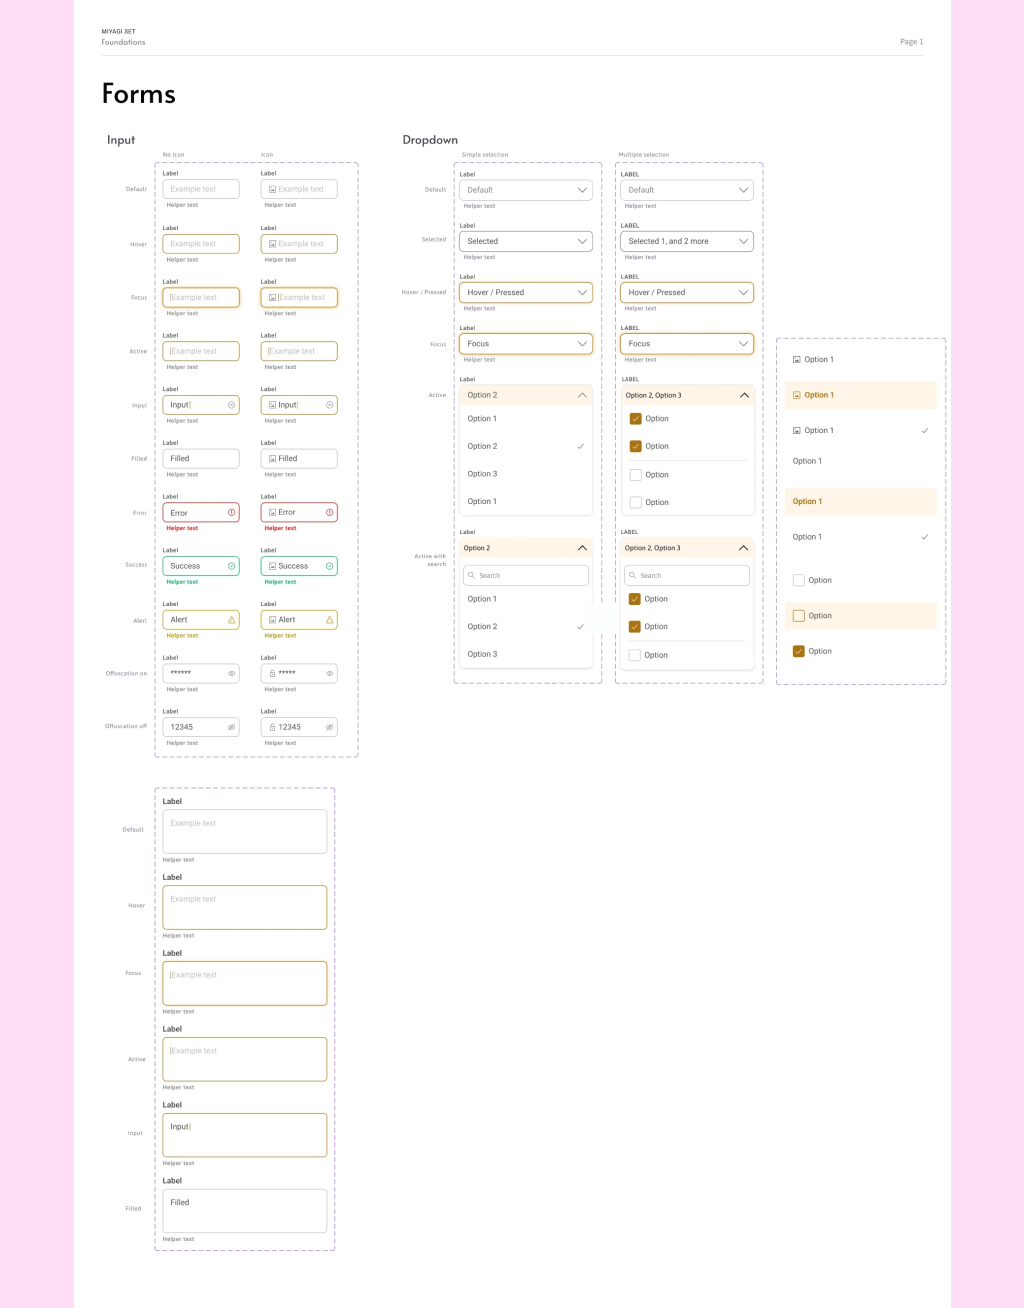 MIYAGI SET
Foundations
Page 1
Forms
Input
No icon
Icon
Default
Label
Example text
Helper text
Label
Example text
Helper text
Hover
Label
Example text
Helper text
Label
Example text
Helper text
Focus
Label
Example text
Helper text
Label
Example text
Helper text
Active
Label
Example text
Helper text
Label
Example text
Helper text
Input
Label
Input
Helper text
Label
Input
Helper text
Filled
Label
Filled
Helper text
Label
Filled
Helper text
Error
Label
Error
Helper text
Label
Error
Helper text
Success
Label
Success
Helper text
Label
Success
Helper text
Alert
Label
Alert
Helper text
Label
Alert
Helper text
Offuscation on
Label
******
Helper text
Label
*****
Helper text
Offuscation off
Label
12345
Helper text
Label
12345
Helper text
Default
Label
Example text
Helper text
Hover
Label
Example text
Helper text
Focus
Label
Example text
Helper text
Active
Label
Example text
Helper text
Input
Label
Input
Helper text
Filled
Label
Filled
Helper text
Dropdown
Simple selection
Multiple selection
Default
Label
Default
Helper text
LABEL
Default
Helper text
Selected
Label
Selected
Helper text
LABEL
Selected 1, and 2 more
Helper text
Hover / Pressed
Label
Hover / Pressed
Helper text
LABEL
Hover / Pressed
Helper text
Focus
Label
Focus
Helper text
LABEL
Focus
Helper text
Active
Label
Option 2
Option 1
Option 2
Option 3
Option 1
LABEL
Option 2, Option 3
Option
Option
Option
Option
Active with
search
Label
Option 2
Search
Option 1
Option 2
Option 3
LABEL
Option 2, Option 3
Search
Option
Option
Option
Option 1
Option 1
Option 1
Option 1
Option 1
Option 1
Option
Option
Option